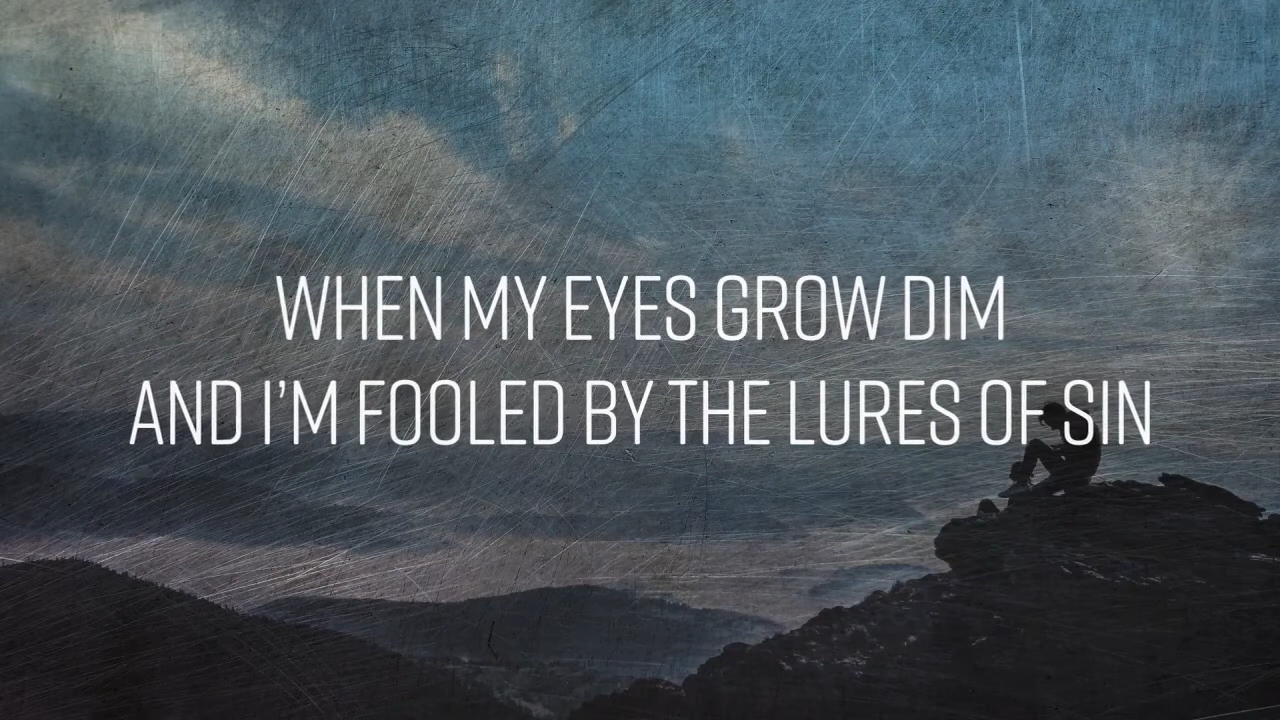 WHEN MY EYES GROW DIM
AND I'M FOOLED BY THE LURES OF SIN